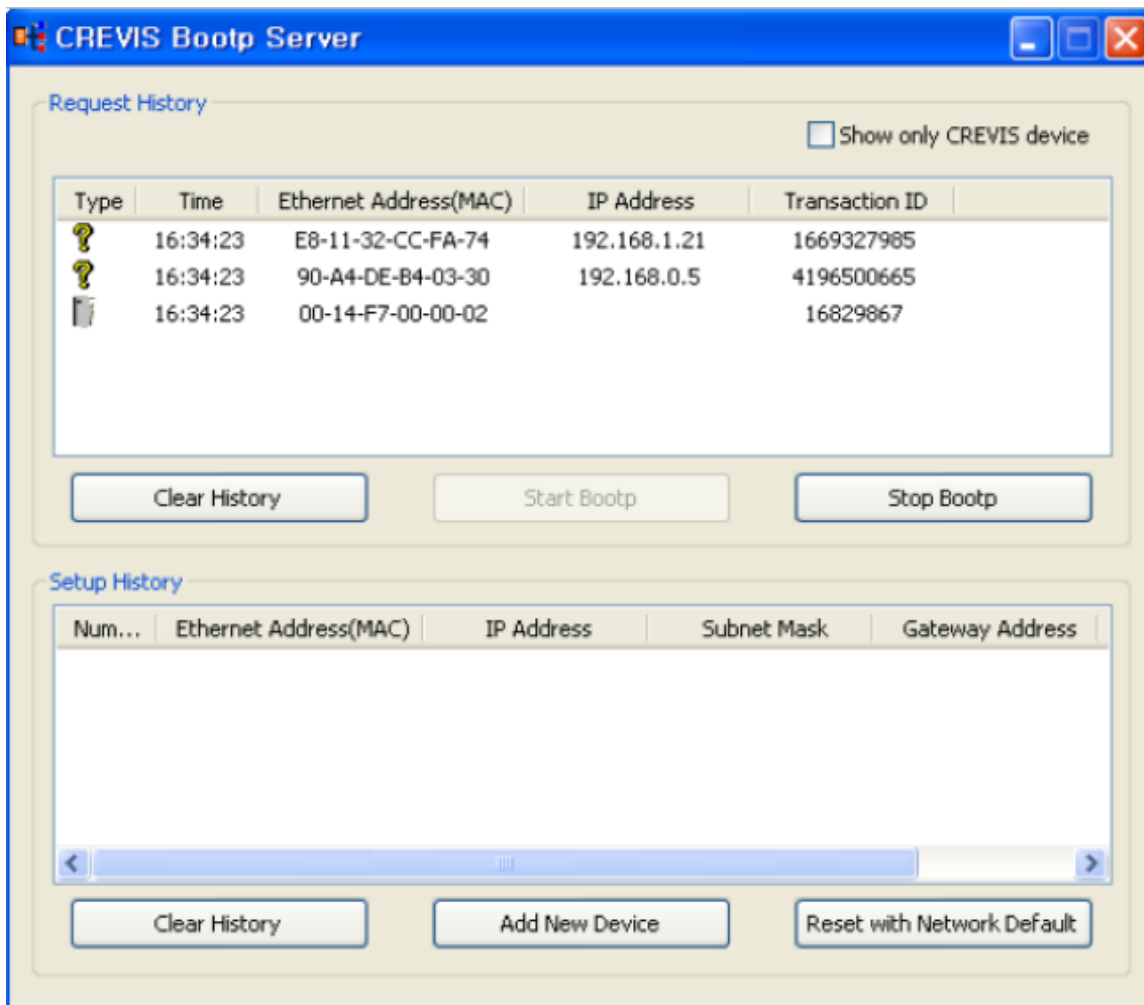 CREVIS Bootp Server
Request History
Show only CREVIS device
Type Time Ethernet Address(MAC) IP Address Transaction ID
16:34:23 E8-11-32-CC-FA-74 192.168.1.21 1669327985
16:34:23 90-A4-DE-B4-03-30 192.168.0.5 4196500665
16:34:23 00-14-F7-00-00-02 16829867
Clear History Start Bootp Stop Bootp
Setup History
Num... Ethernet Address(MAC) IP Address Subnet Mask Gateway Address
Clear History Add New Device Reset with Network Default